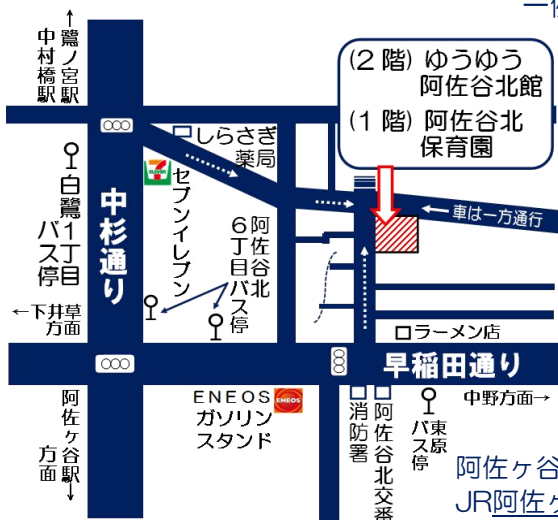 鷺ノ宮駅
中村橋駅
(2階) ゆうゆう
阿佐谷北館
(1階) 阿佐谷北
保育園
しらさぎ
薬局
白鷺1丁目
バス停
中杉通り
セブンイレブン
ELEVEN
阿佐谷北
6丁目バス停
←車は一方通行
←下井草
方面
ラーメン店
早稲田通り
ENEOS
ガソリン
スタンド
ENEOS
消防署
阿佐谷北交番
東原
バス停
中野方面→
阿佐ヶ谷駅
方面
阿佐ヶ谷
JR阿佐ヶ